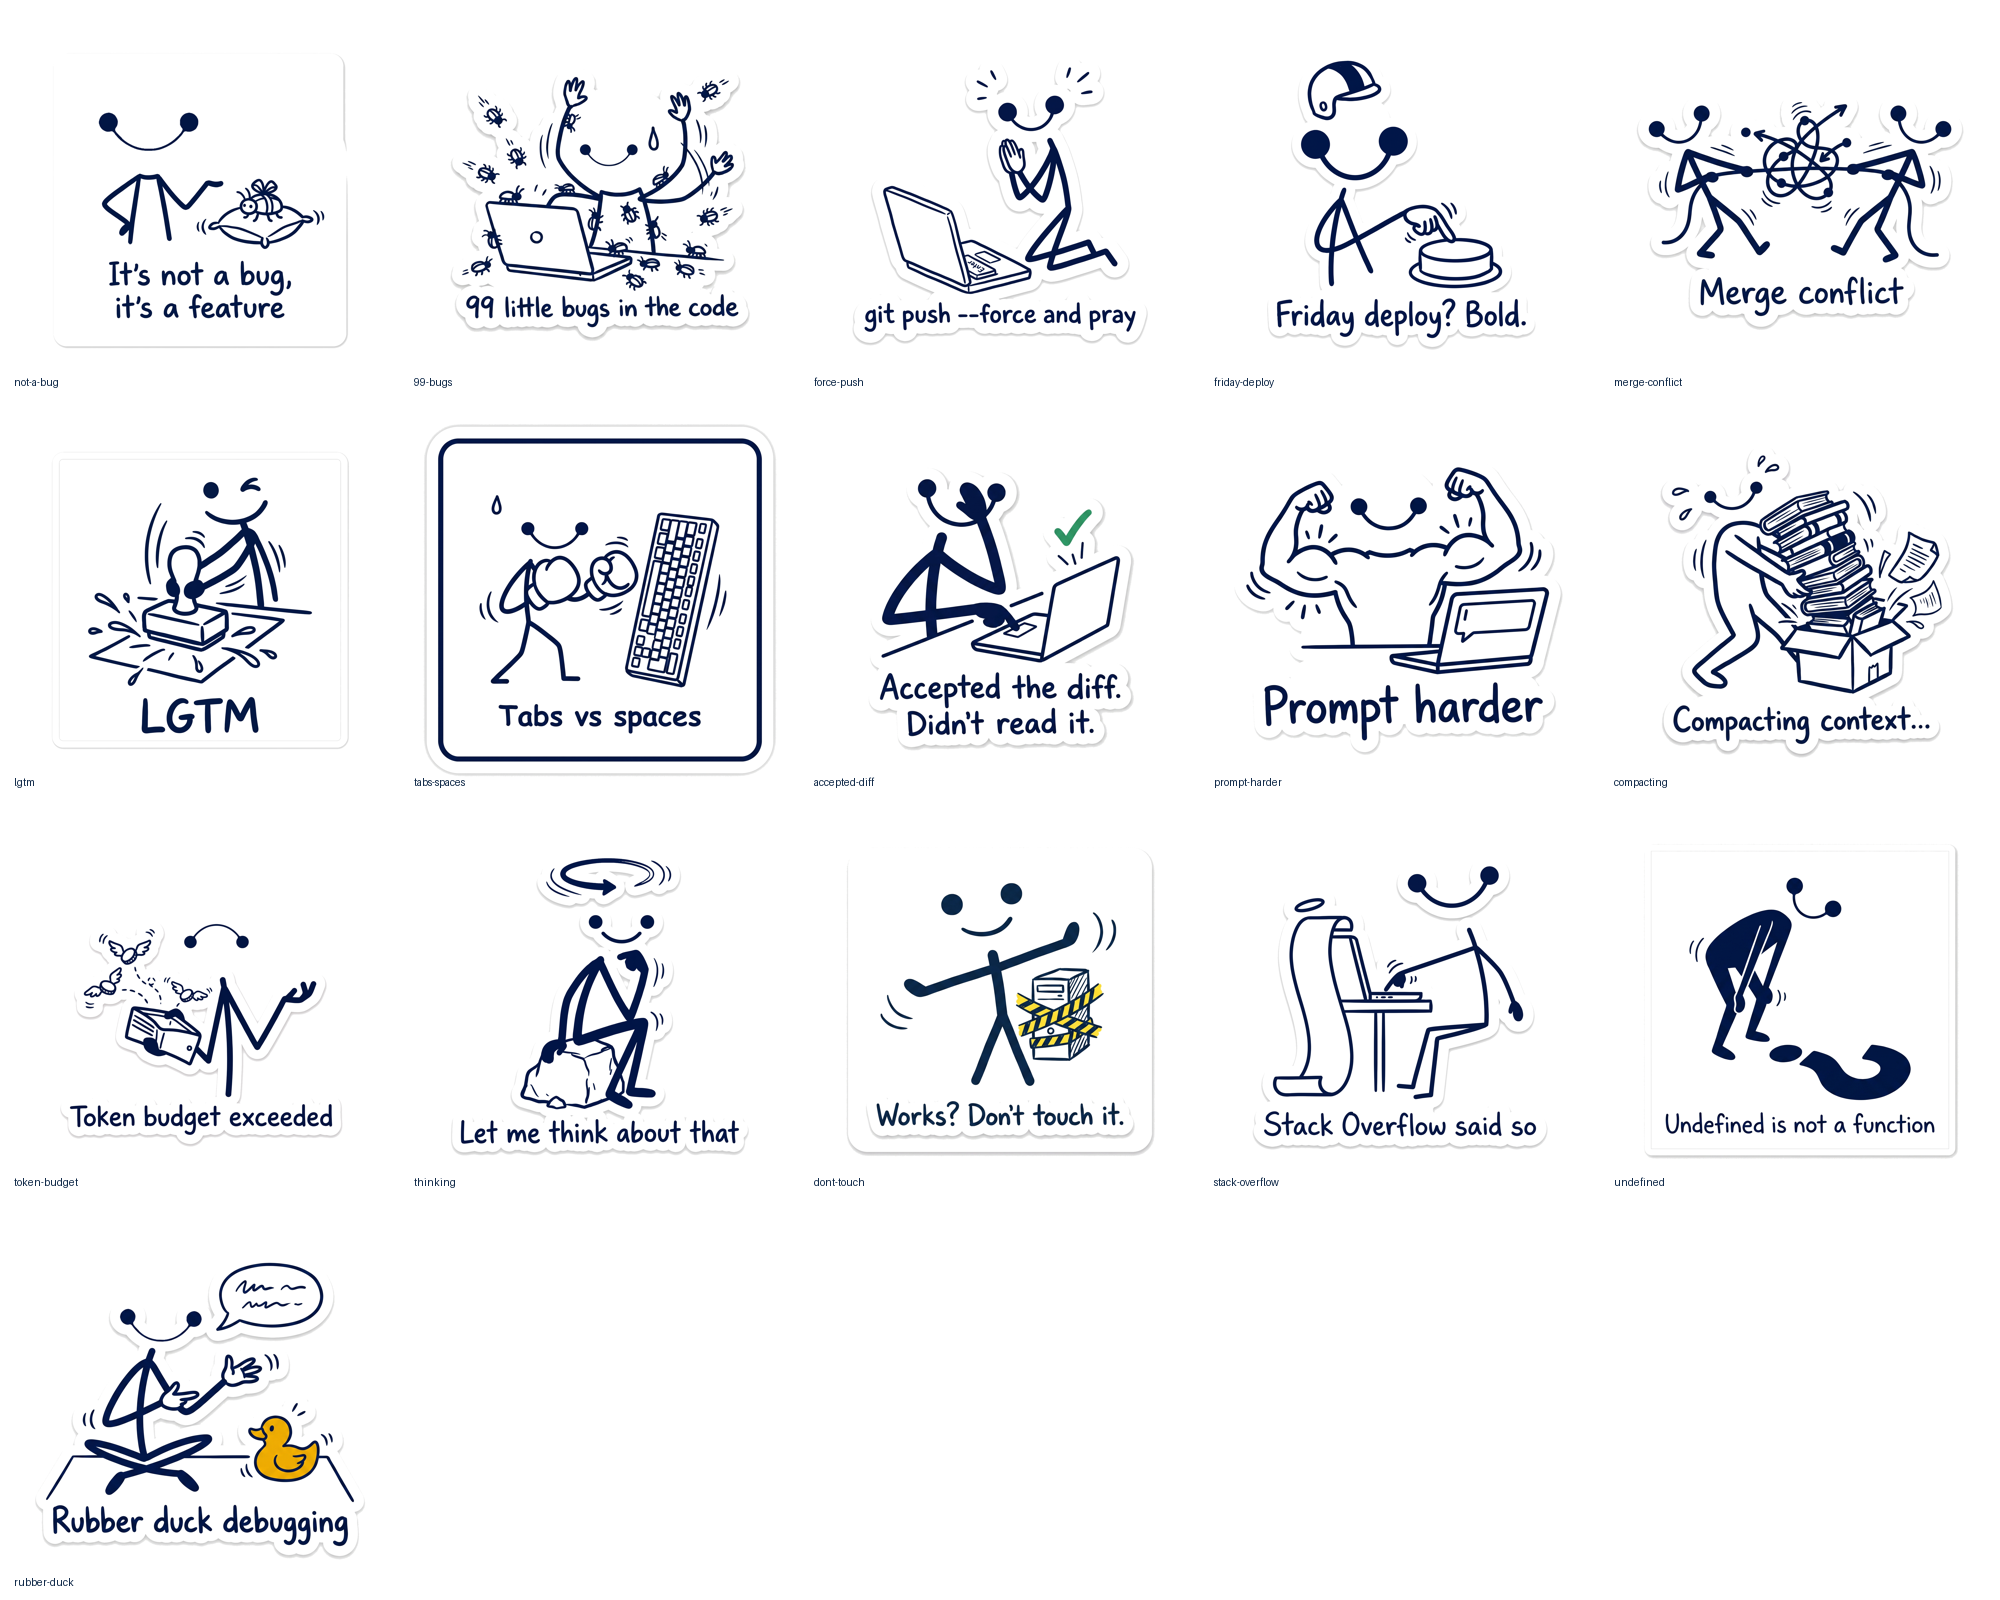 It's not a bug,
it's a feature
99 little bugs in the code
Enter
git push --force and pray
Friday deploy? Bold.
Merge conflict
not-a-bug
99-bugs
force-push
friday-deploy
merge-conflict
LGTM
Tabs vs spaces
Accepted the diff.
Didn't read it.
Prompt harder
Compacting context...
lgtm
tabs-spaces
accepted-diff
prompt-harder
compacting
Token budget exceeded
Let me think about that
Works? Don't touch it.
Stack Overflow said so
Undefined is not a function
token-budget
thinking
dont-touch
stack-overflow
undefined
Rubber duck debugging
rubber-duck